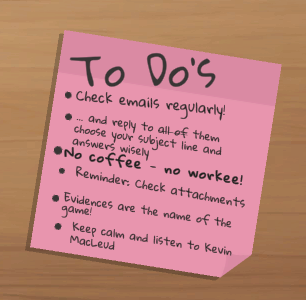 To Do's
• Check emails regularly!
• ... and reply to all of them
choose your subject line and
answers wisely
• No coffee - no workee!
• Reminder: Check attachments
• Evidences are the name of the
game!
• Keep calm and listen to Kevin
MacLeud